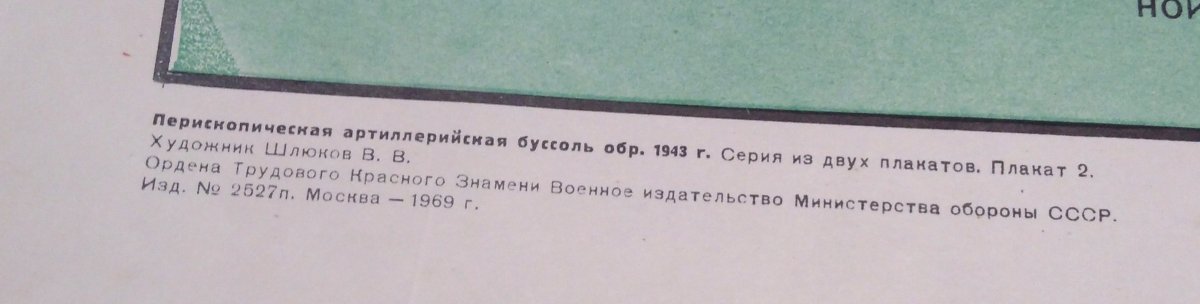 ной
Перископическая артиллерийская буссоль обр. 1943 г. Серия из двух плакатов. Плакат 2.
Художник Шлюков В. В.
Ордена Трудового Красного Знамени Военное издательство Министерства обороны СССР.
Изд. № 2527п. Москва — 1969 г.